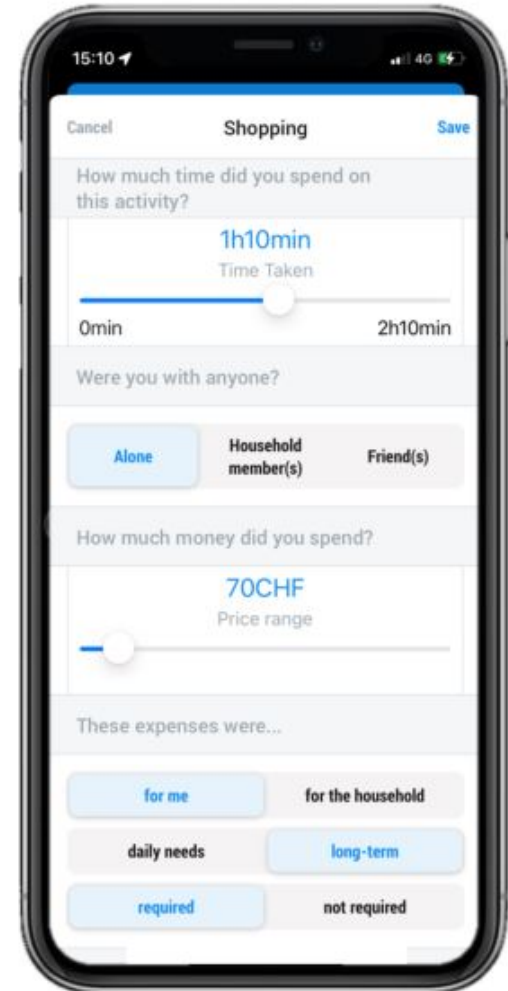 15:10
4G
Cancel
Shopping
Save
How much time did you spend on
this activity?
1h10min
Time Taken
0min
2h10min
Were you with anyone?
Alone
Household
member(s)
Friend(s)
How much money did you spend?
70CHF
Price range
These expenses were...
for me
for the household
daily needs
long-term
required
not required